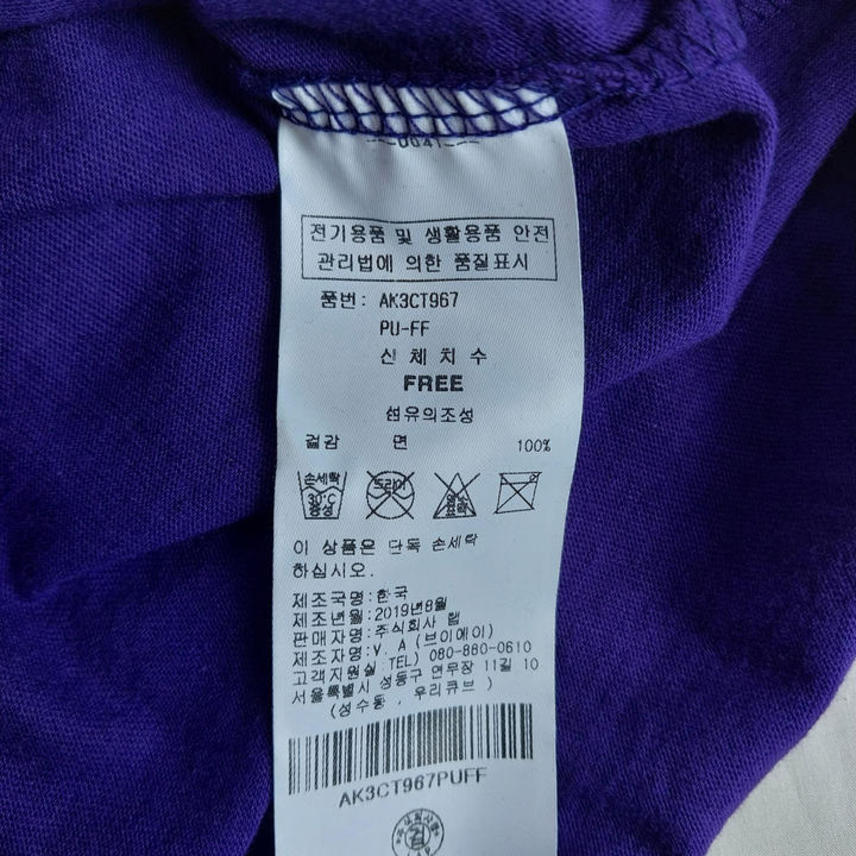 전기용품 및 생활용품 안전
관리법에 의한 품질표시
품번: AK3CT967
PU-FF
신체치수
FREE
섬유의조성
겉감 면 100%
손세탁 30°C 중성 드라이
이 상품은 단독 손세탁
하십시오.
제조국명:한국
제조년월:2019년8월
판매자명:주식회사 랩
제조자명:V. A (브이에이)
고객지원실 TEL) 080-880-0610
서울특별시 성동구 연무장 11길 10
(성수동 , 우리큐브 )
AK3CT967PUFF